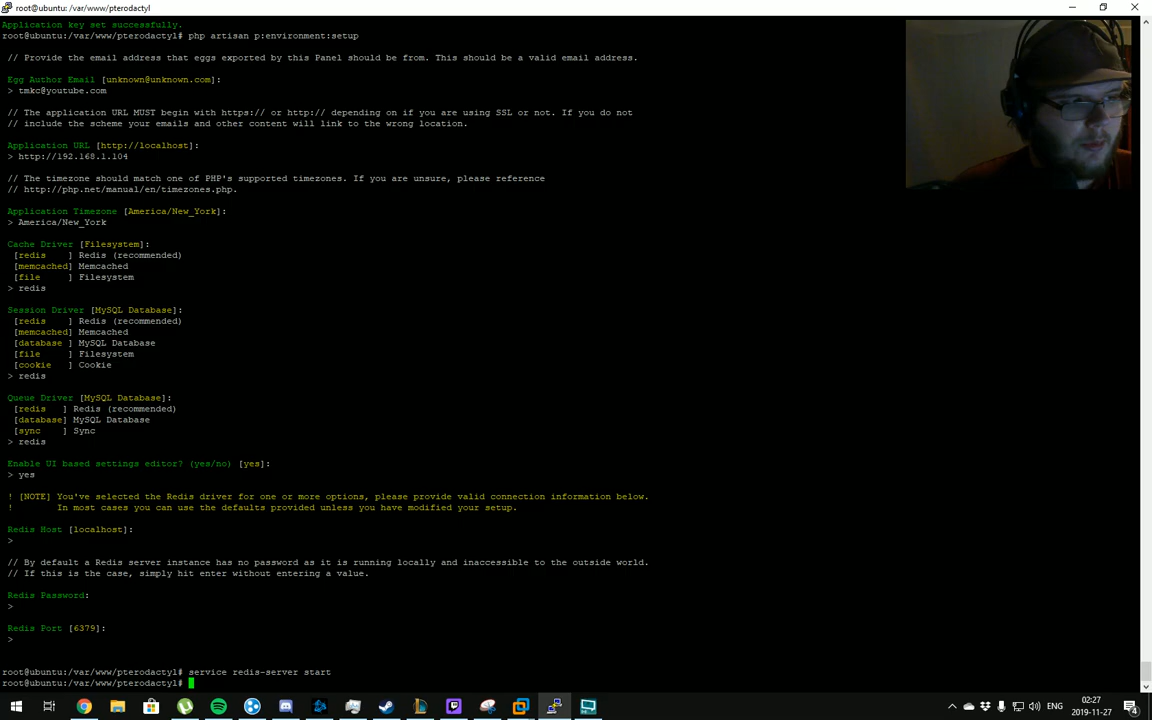 root@ubuntu: /var/www/pterodactyl
Application key set successfully.
root@ubuntu:/var/www/pterodactyl# php artisan p:environment:setup
// Provide the email address that eggs exported by this Panel should be from. This should be a valid email address.
Egg Author Email [unknown@unknown.com]:
> tmkc@youtube.com
// The application URL MUST begin with https:// or http:// depending on if you are using SSL or not. If you do not
// include the scheme your emails and other content will link to the wrong location.
Application URL [http://localhost]:
> http://192.168.1.104
// The timezone should match one of PHP's supported timezones. If you are unsure, please reference
// http://php.net/manual/en/timezones.php.
Application Timezone [America/New_York]:
> America/New_York
Cache Driver [Filesystem]:
[redis    ] Redis (recommended)
[memcached] Memcached
[file     ] Filesystem
> redis
Session Driver [MySQL Database]:
[redis    ] Redis (recommended)
[memcached] Memcached
[database ] MySQL Database
[file     ] Filesystem
[cookie   ] Cookie
> redis
Queue Driver [MySQL Database]:
[redis   ] Redis (recommended)
[database] MySQL Database
[sync    ] Sync
> redis
Enable UI based settings editor? (yes/no) [yes]:
> yes
! [NOTE] You've selected the Redis driver for one or more options, please provide valid connection information below.
!        In most cases you can use the defaults provided unless you have modified your setup.
Redis Host [localhost]:
>
// By default a Redis server instance has no password as it is running locally and inaccessible to the outside world.
// If this is the case, simply hit enter without entering a value.
Redis Password:
>
Redis Port [6379]:
>
root@ubuntu:/var/www/pterodactyl# service redis-server start
root@ubuntu:/var/www/pterodactyl#
ENG
02:27
2019-11-27
4